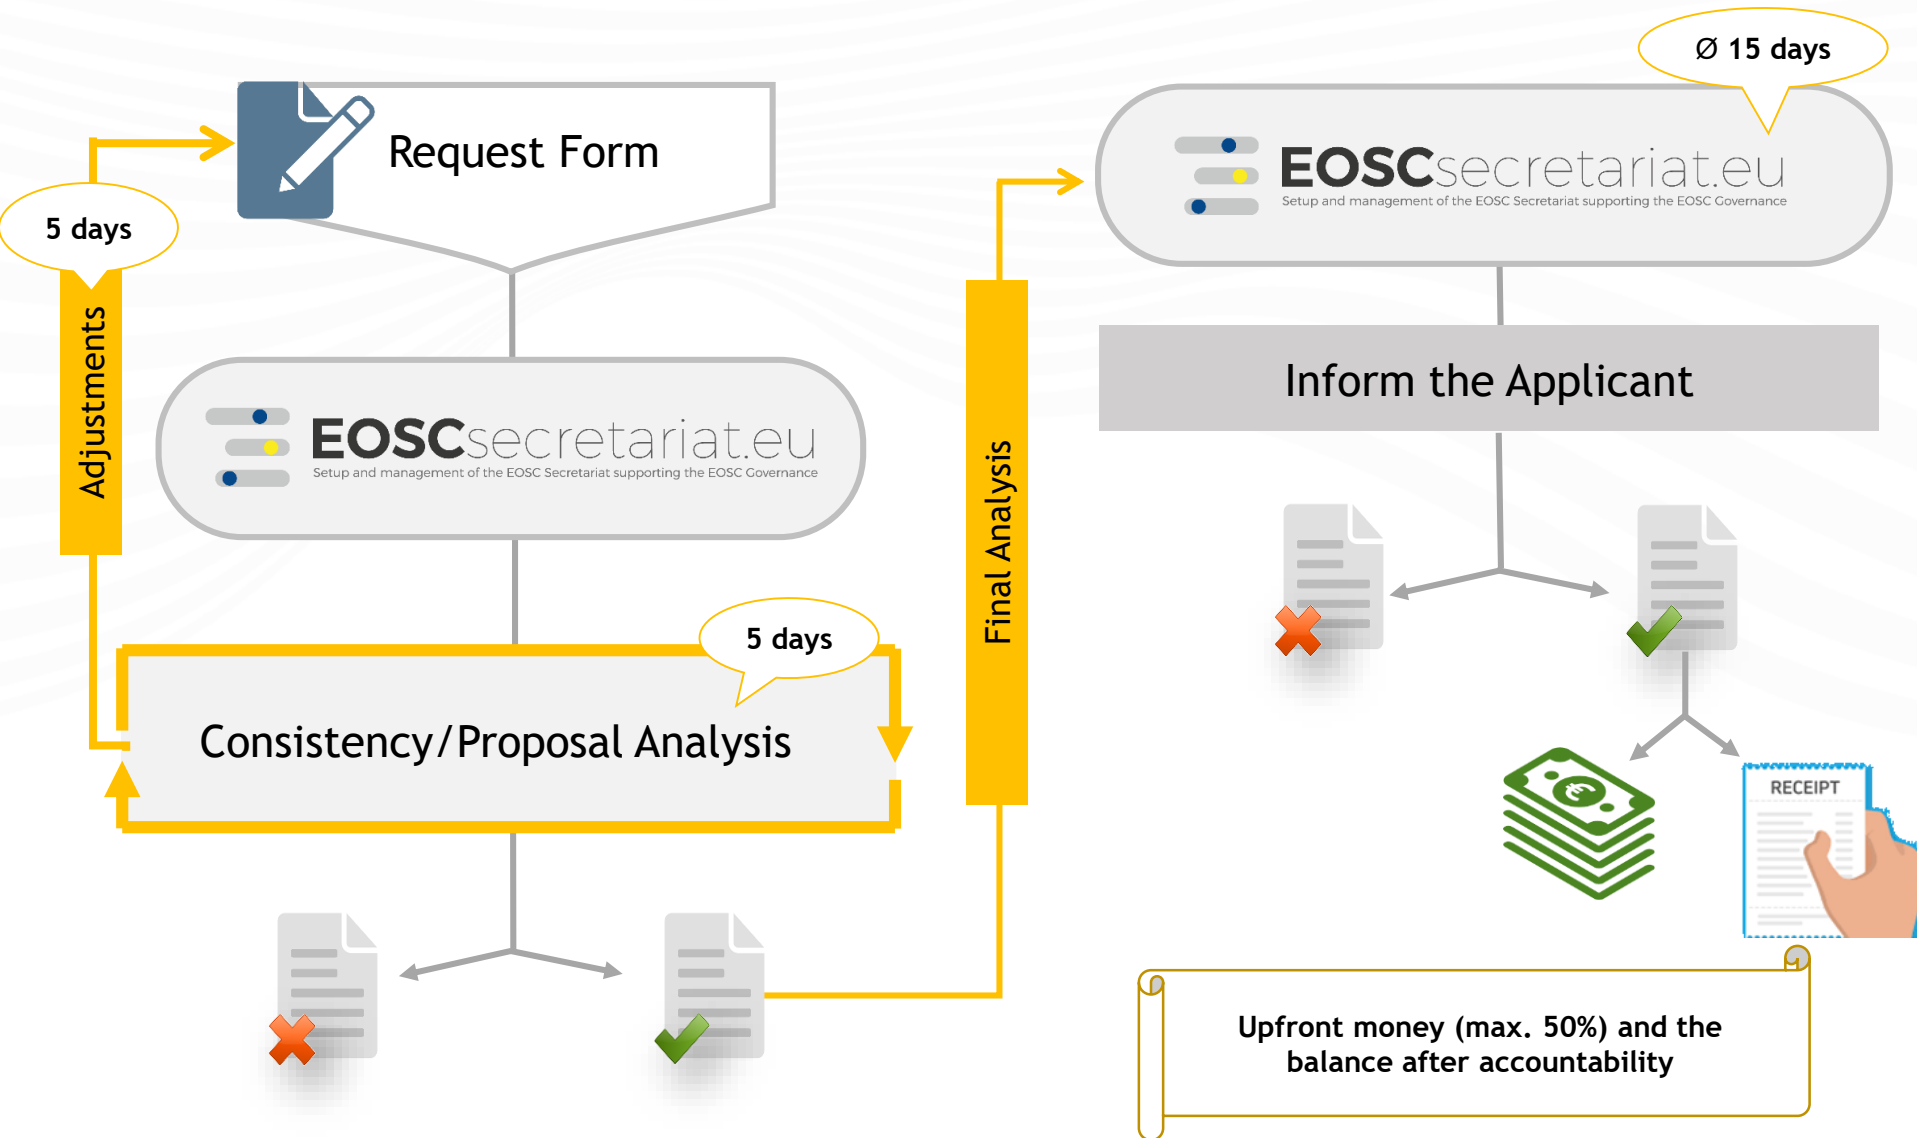 Request Form
5 days
Adjustments
EOSCsecretariat.eu
Setup and management of the EOSC Secretariat supporting the EOSC Governance
5 days
Consistency/Proposal Analysis
Final Analysis
Ø 15 days
EOSCsecretariat.eu
Setup and management of the EOSC Secretariat supporting the EOSC Governance
Inform the Applicant
RECEIPT
Upfront money (max. 50%) and the
balance after accountability